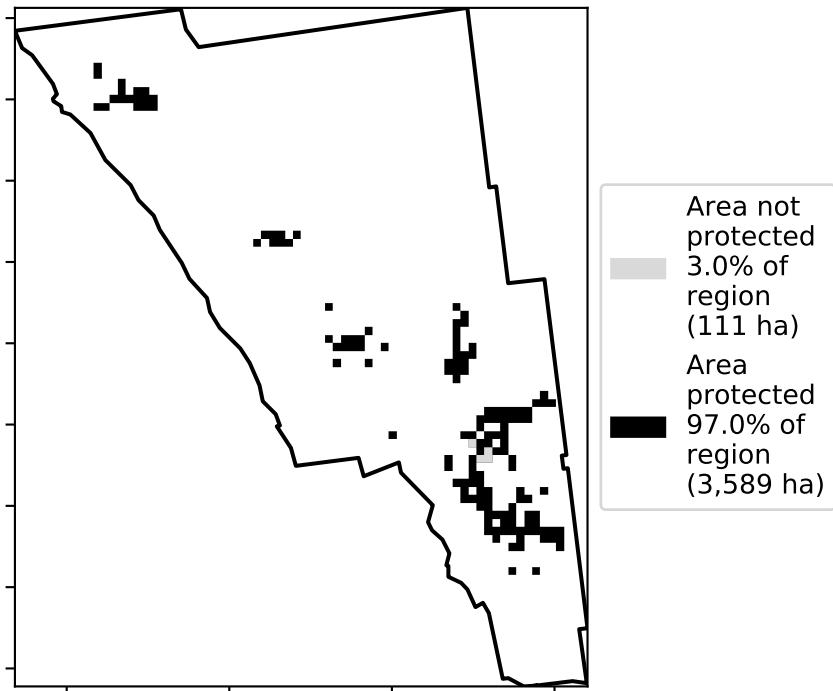 Area not
protected
3.0% of
region
(111 ha)
Area
protected
97.0% of
region
(3,589 ha)